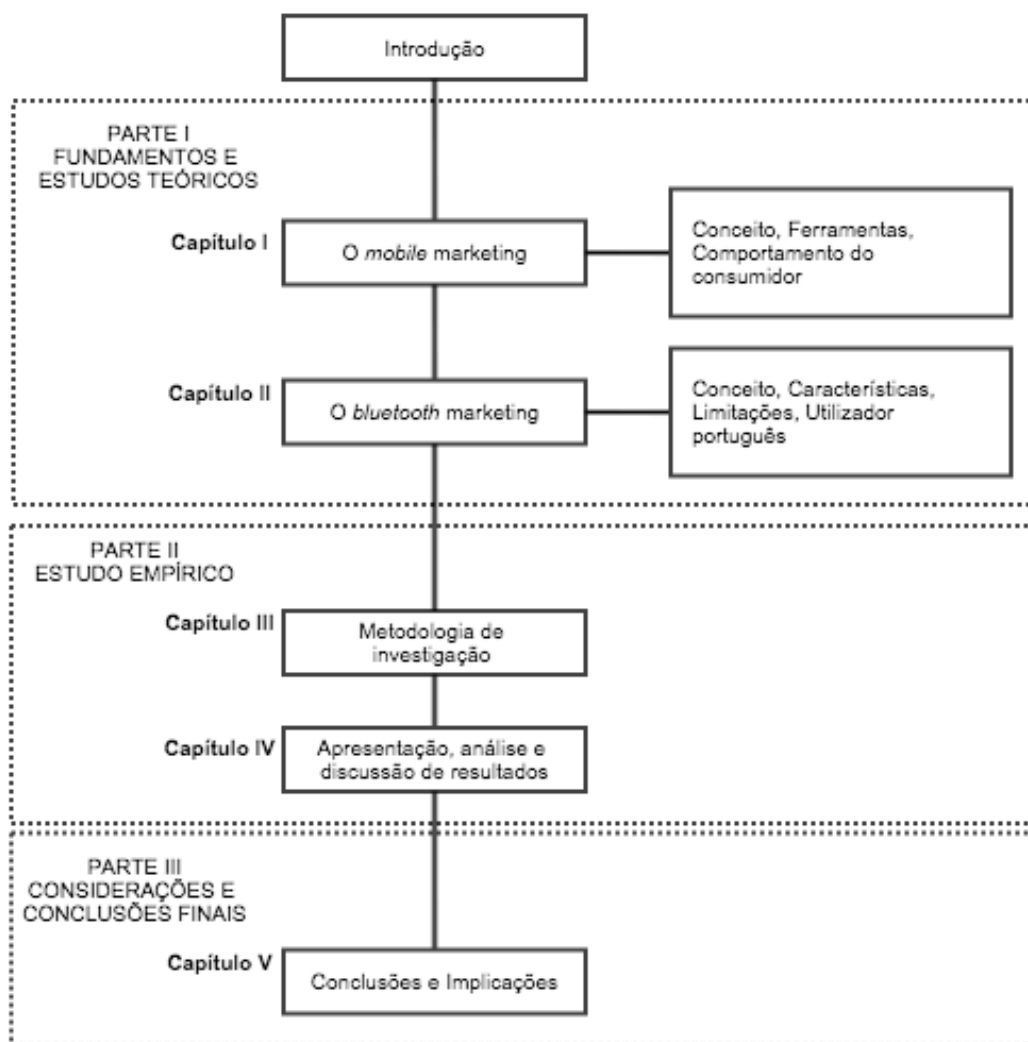 Introdução
PARTE I
FUNDAMENTOS E
ESTUDOS TEÓRICOS
Capítulo I
O mobile marketing
Conceito, Ferramentas,
Comportamento do
consumidor
Capítulo II
O bluetooth marketing
Conceito, Características,
Limitações, Utilizador
português
PARTE II
ESTUDO EMPÍRICO
Capítulo III
Metodologia de
investigação
Capítulo IV
Apresentação, análise e
discussão de resultados
PARTE III
CONSIDERAÇÕES E
CONCLUSÕES FINAIS
Capítulo V
Conclusões e Implicações